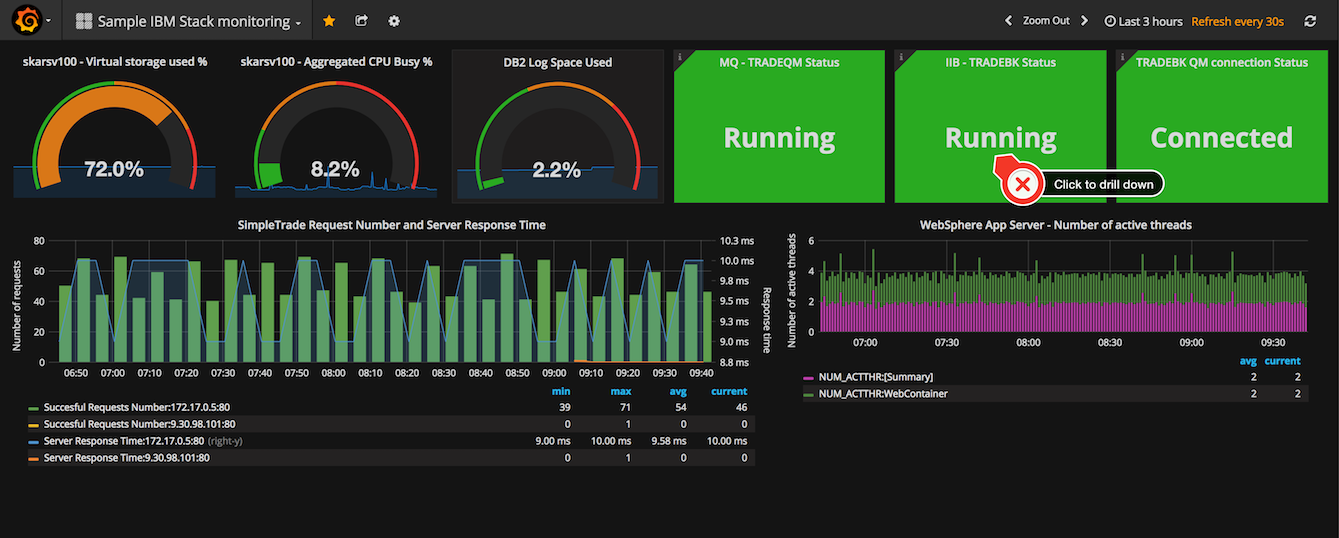 Sample IBM Stack monitoring
Zoom Out
Last 3 hours Refresh every 30s
skarsv100 - Virtual storage used %
72.0%
skarsv100 - Aggregated CPU Busy %
8.2%
DB2 Log Space Used
2.2%
MQ - TRADEQM Status
Running
IIB - TRADEBK Status
Running
TRADEBK QM connection Status
Connected
Click to drill down
SimpleTrade Request Number and Server Response Time
Number of requests
80
60
40
20
0
10.3 ms
10.0 ms
9.8 ms
9.5 ms
9.3 ms
9.0 ms
8.8 ms
Response time
06:50 07:00 07:10 07:20 07:30 07:40 07:50 08:00 08:10 08:20 08:30 08:40 08:50 09:00 09:10 09:20 09:30 09:40
min max avg current
Succesful Requests Number:172.17.0.5:80 39 71 54 46
Succesful Requests Number:9.30.98.101:80 0 1 0 0
Server Response Time:172.17.0.5:80 (right-y) 9.00 ms 10.00 ms 9.58 ms 10.00 ms
Server Response Time:9.30.98.101:80 0 1 0 0
WebSphere App Server - Number of active threads
Number of active threads
6
4
2
0
07:00 07:30 08:00 08:30 09:00 09:30
avg current
NUM_ACTTHR:[Summary] 2 2
NUM_ACTTHR:WebContainer 2 2